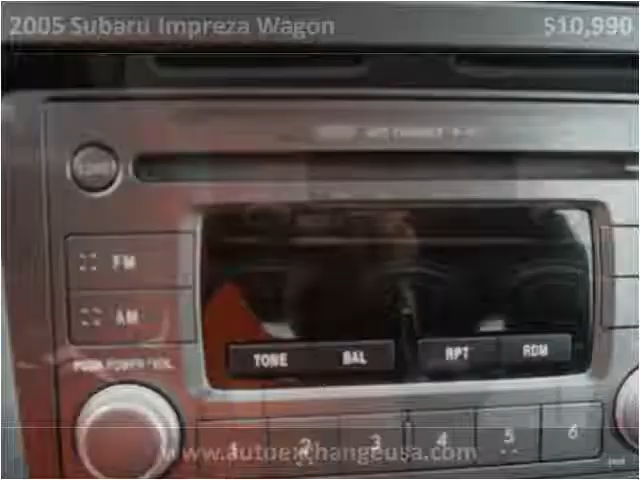 2005 Subaru Impreza Wagon $10,990
FM
AM
TONE BAL RPT RDM
PUSH POWER/VOL
1 2 3 4 5 6
www.autoexchangeusa.com